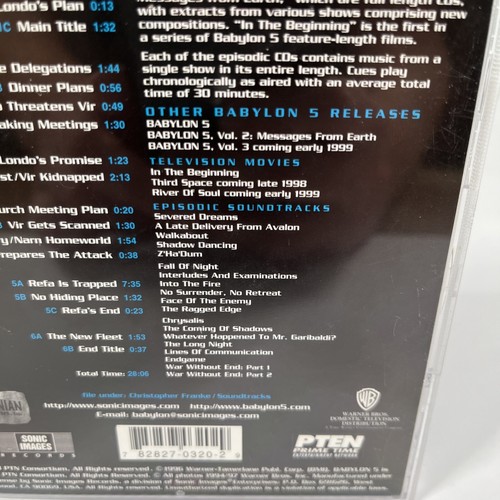 Londo's Plan 0:13
Main Title 1:32
Delegations 1:44
Dinner Plans 0:56
Threatens Vir 0:49
Meetings 1:30
Londo's Promise 1:23
Vir Kidnapped 2:13
Meeting Plan 0:20
Vir Gets Scanned 1:30
Narn Homeworld 1:54
Prepares The Attack 0:38
5A Refa Is Trapped 7:35
5B No Hiding Place 1:32
5C Refa's End 0:23
6A The New Fleet 1:53
6B End Title 0:37
Total Time: 28:06
with extracts from various shows comprising new
compositions. "In The Beginning" is the first in
a series of Babylon 5 feature-length films.
Each of the episodic CDs contains music from a
single show in its entire length. Cues play
chronologically as aired with an average total
time of 30 minutes.
OTHER BABYLON 5 RELEASES
BABYLON 5
BABYLON 5, Vol. 2: Messages From Earth
BABYLON 5, Vol. 3 coming early 1999
TELEVISION MOVIES
In The Beginning
Third Space coming late 1998
River Of Soul coming early 1999
EPISODIC SOUNDTRACKS
Severed Dreams
A Late Delivery From Avalon
Walkabout
Shadow Dancing
Z'Ha'Dum
Fall Of Night
Interludes And Examinations
Into The Fire
No Surrender, No Retreat
Face Of The Enemy
The Ragged Edge
Chrysalis
The Coming Of Shadows
Whatever Happened To Mr. Garibaldi?
The Long Night
Lines Of Communication
Endgame
War Without End: Part 1
War Without End: Part 2
file under: Christopher Franke/Soundtracks
http://www.sonicimages.com http://www.babylon5.com
E-mail: babylon@sonicimages.com
SONIC
IMAGES
RECORDS
7 82827-0320-2 9
WB
WARNER BROS.
DOMESTIC TELEVISION
DISTRIBUTION
PTEN
PRIME TIME
ENTERTAINMENT NETWORK